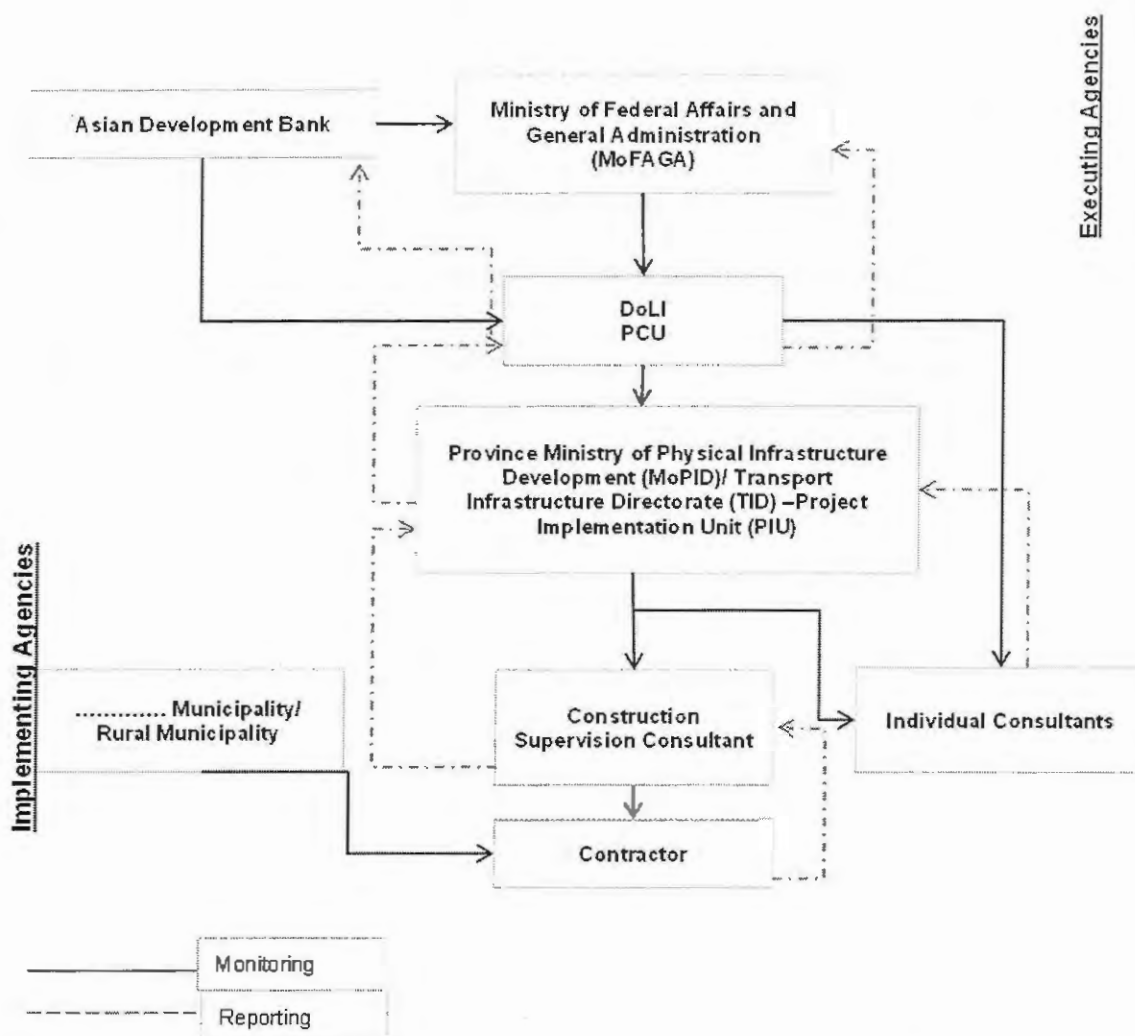 Executing Agencies
Asian Development Bank
Ministry of Federal Affairs and
General Administration
(MoFAGA)
DoLI
PCU
Province Ministry of Physical Infrastructure
Development (MoPID)/ Transport
Infrastructure Directorate (TID) –Project
Implementation Unit (PIU)
Implementing Agencies
............. Municipality/
Rural Municipality
Construction
Supervision Consultant
Individual Consultants
Contractor
Monitoring
Reporting